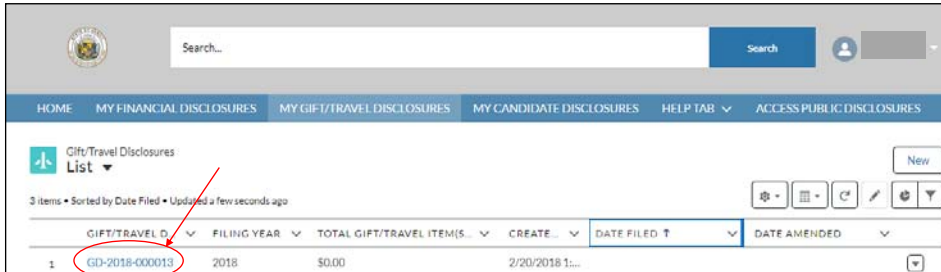 Search... Search
HOME MY FINANCIAL DISCLOSURES MY GIFT/TRAVEL DISCLOSURES MY CANDIDATE DISCLOSURES HELP TAB ACCESS PUBLIC DISCLOSURES
Gift/Travel Disclosures
List
New
3 items • Sorted by Date Filed • Updated a few seconds ago
GIFT/TRAVEL D... FILING YEAR TOTAL GIFT/TRAVEL ITEM(S... CREATE... DATE FILED ↑ DATE AMENDED
1 GD-2018-000013 2018 $0.00 2/20/2018 1:...